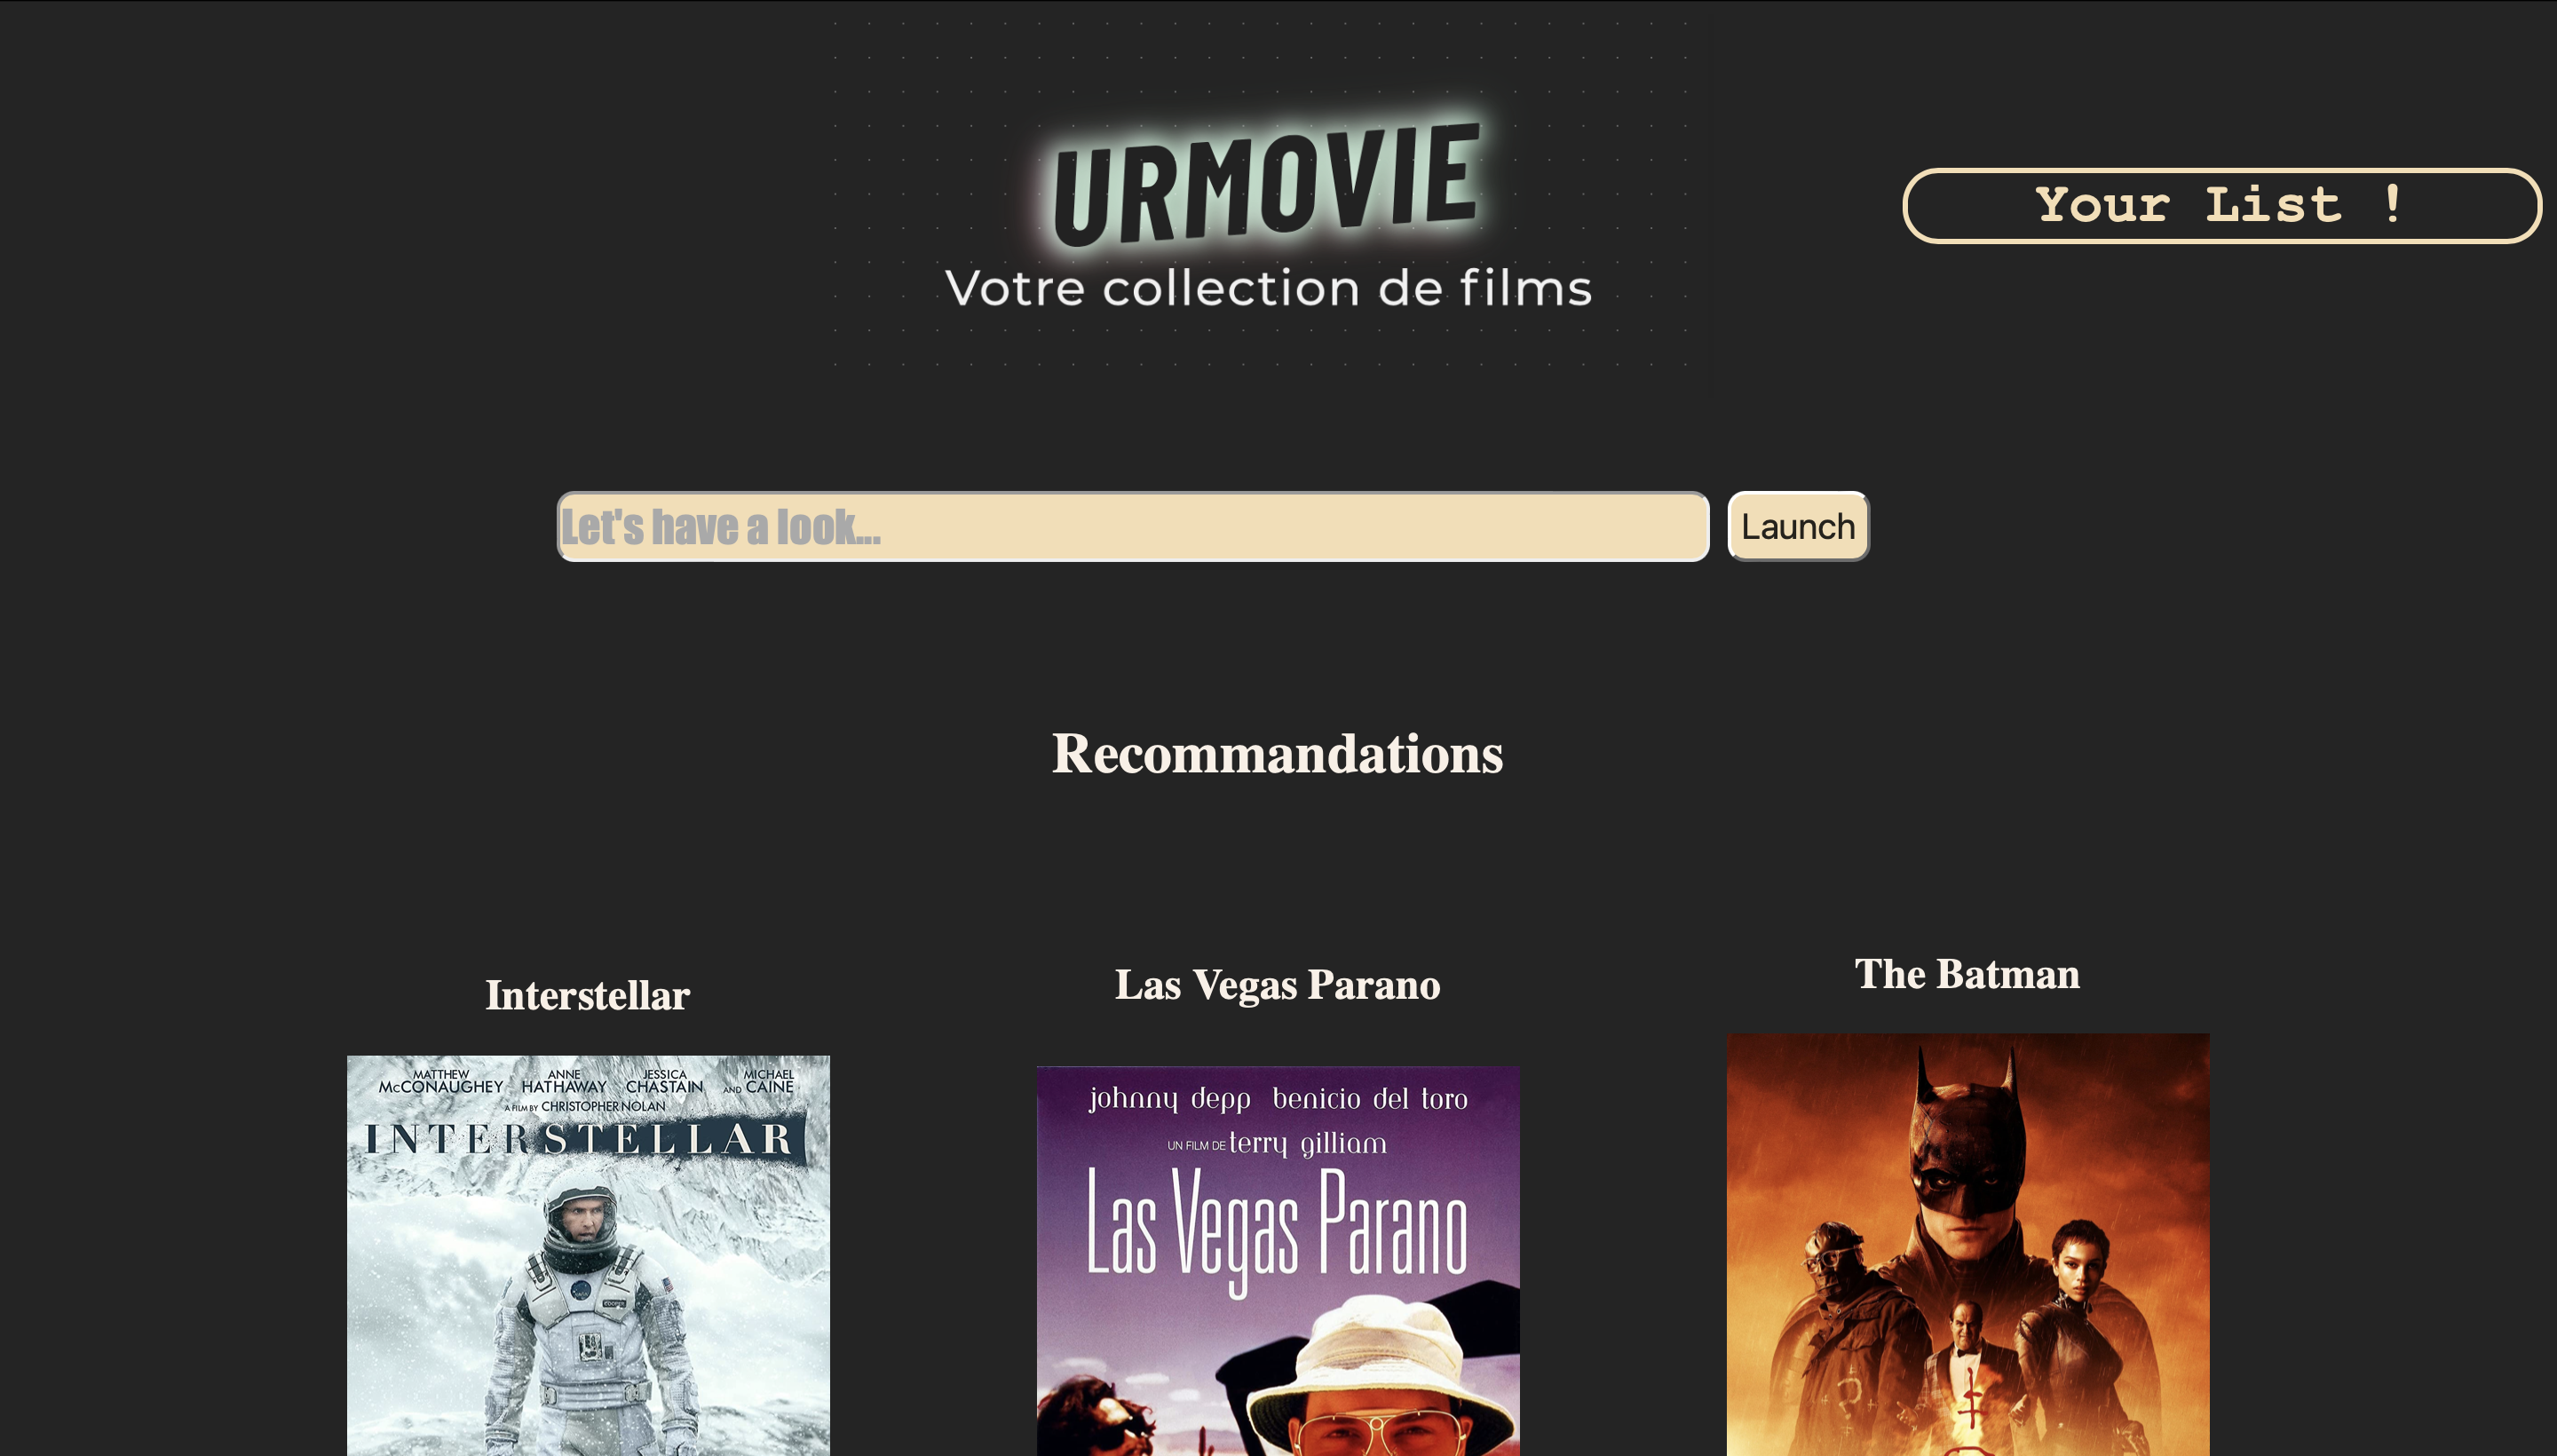 URMOVIE
Votre collection de films
Your List !
Let's have a look...
Launch
Recommandations
Interstellar
Las Vegas Parano
The Batman
MATTHEW McCONAUGHEY ANNE HATHAWAY JESSICA CHASTAIN AND MICHAEL CAINE
A FILM BY CHRISTOPHER NOLAN
INTERSTELLAR
COOPER
johnny depp benicio del toro
UN FILM DE terry gilliam
Las Vegas Parano